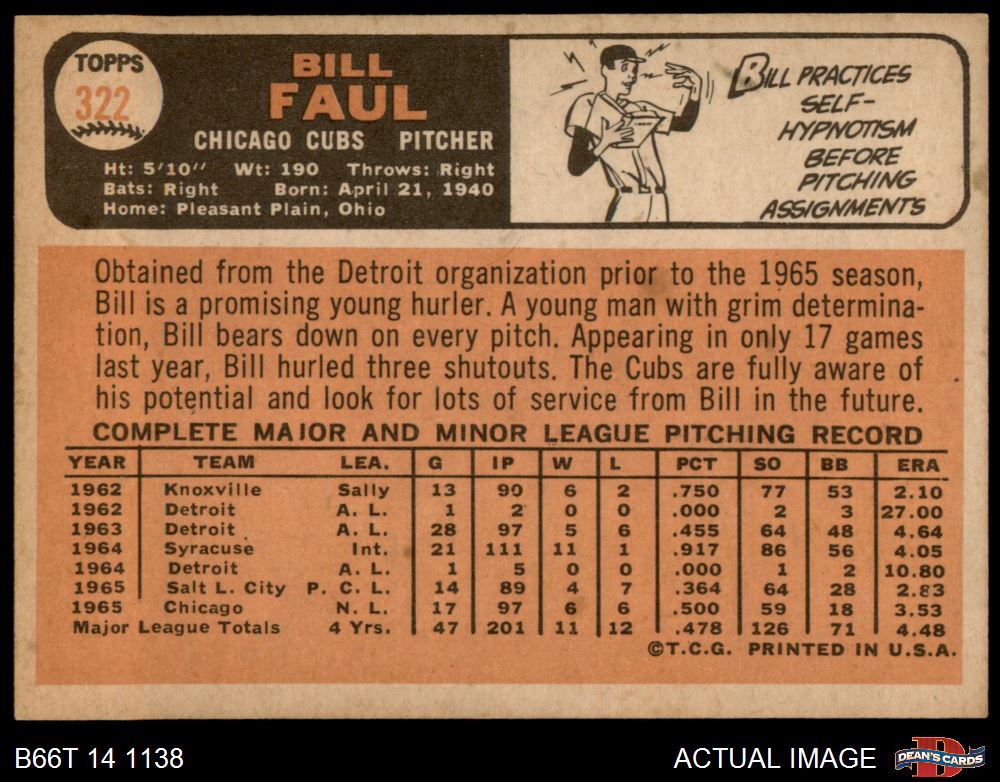 TOPPS
322
BILL
FAUL
CHICAGO CUBS PITCHER
Ht: 5'10" Wt: 190 Throws: Right
Bats: Right Born: April 21, 1940
Home: Pleasant Plain, Ohio
BILL PRACTICES
SELF-
HYPNOTISM
BEFORE
PITCHING
ASSIGNMENTS
Obtained from the Detroit organization prior to the 1965 season,
Bill is a promising young hurler. A young man with grim determina-
tion, Bill bears down on every pitch. Appearing in only 17 games
last year, Bill hurled three shutouts. The Cubs are fully aware of
his potential and look for lots of service from Bill in the future.
COMPLETE MAJOR AND MINOR LEAGUE PITCHING RECORD
YEAR TEAM LEA. G IP W L PCT SO BB ERA
1962 Knoxville Sally 13 90 6 2 .750 77 53 2.10
1962 Detroit A. L. 1 2 0 0 .000 2 3 27.00
1963 Detroit A. L. 28 97 5 6 .455 64 48 4.64
1964 Syracuse Int. 21 111 11 1 .917 86 56 4.05
1964 Detroit A. L. 1 5 0 0 .000 1 2 10.80
1965 Salt L. City P. C. L. 14 89 4 7 .364 64 28 2.83
1965 Chicago N. L. 17 97 6 6 .500 59 18 3.53
Major League Totals 4 Yrs. 47 201 11 12 .478 126 71 4.48
©T.C.G. PRINTED IN U.S.A.
B66T 14 1138
ACTUAL IMAGE
D
DEAN'S CARDS